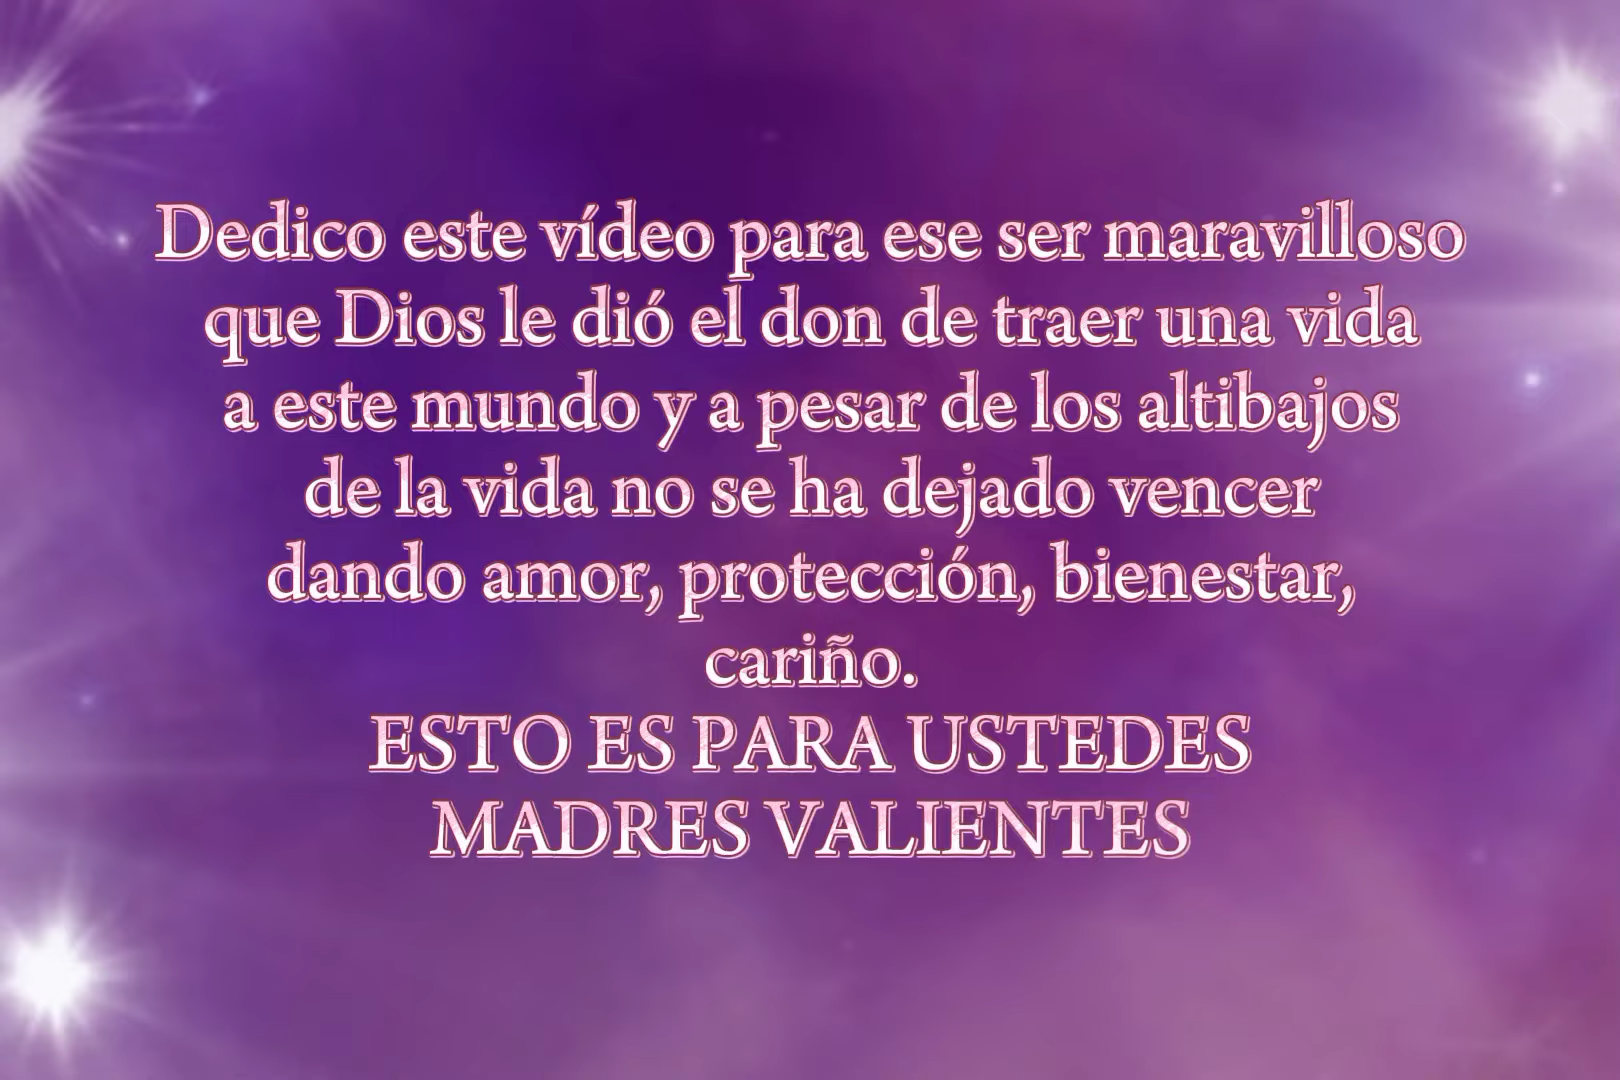 Dedico este vídeo para ese ser maravilloso
que Dios le dió el don de traer una vida
a este mundo y a pesar de los altibajos
de la vida no se ha dejado vencer
dando amor, protección, bienestar,
cariño.
ESTO ES PARA USTEDES
MADRES VALIENTES